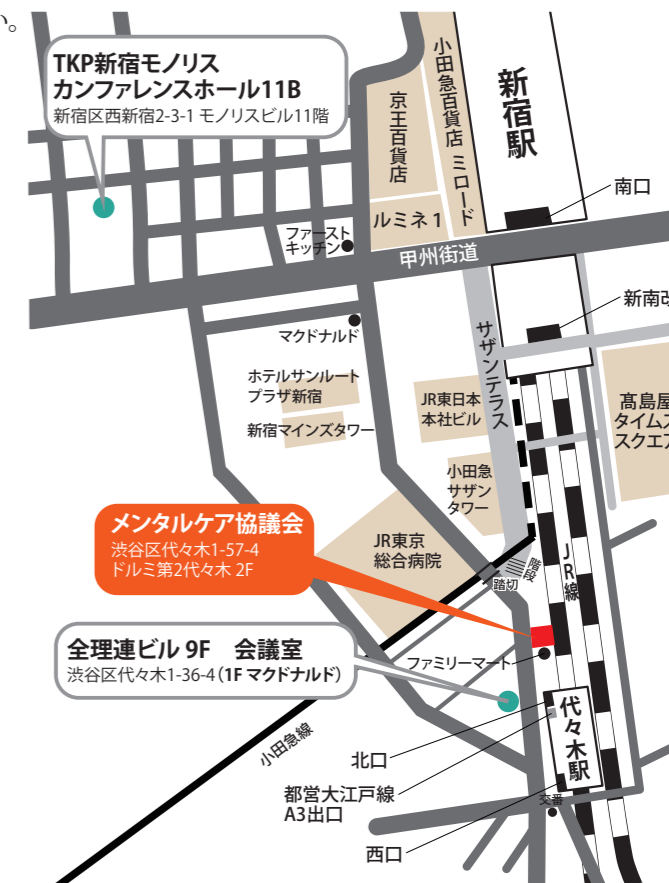 い。
TKP新宿モノリス
カンファレンスホール11B
新宿区西新宿2-3-1 モノリスビル11階
小田急百貨店 ミロード
京王百貨店
新宿駅
南口
ルミネ 1
ファースト
キッチン
甲州街道
新南改
マクドナルド
サザンテラス
ホテルサンルート
プラザ新宿
新宿マインズタワー
JR東日本
本社ビル
髙島屋
タイムズ
スクエア
小田急
サザン
タワー
メンタルケア協議会
渋谷区代々木1-57-4
ドルミ第2代々木 2F
JR東京
総合病院
階段
踏切
JR線
全理連ビル 9F 会議室
渋谷区代々木1-36-4(1F マクドナルド)
ファミリーマート
小田急線
代々木駅
北口
都営大江戸線
A3出口
交番
西口